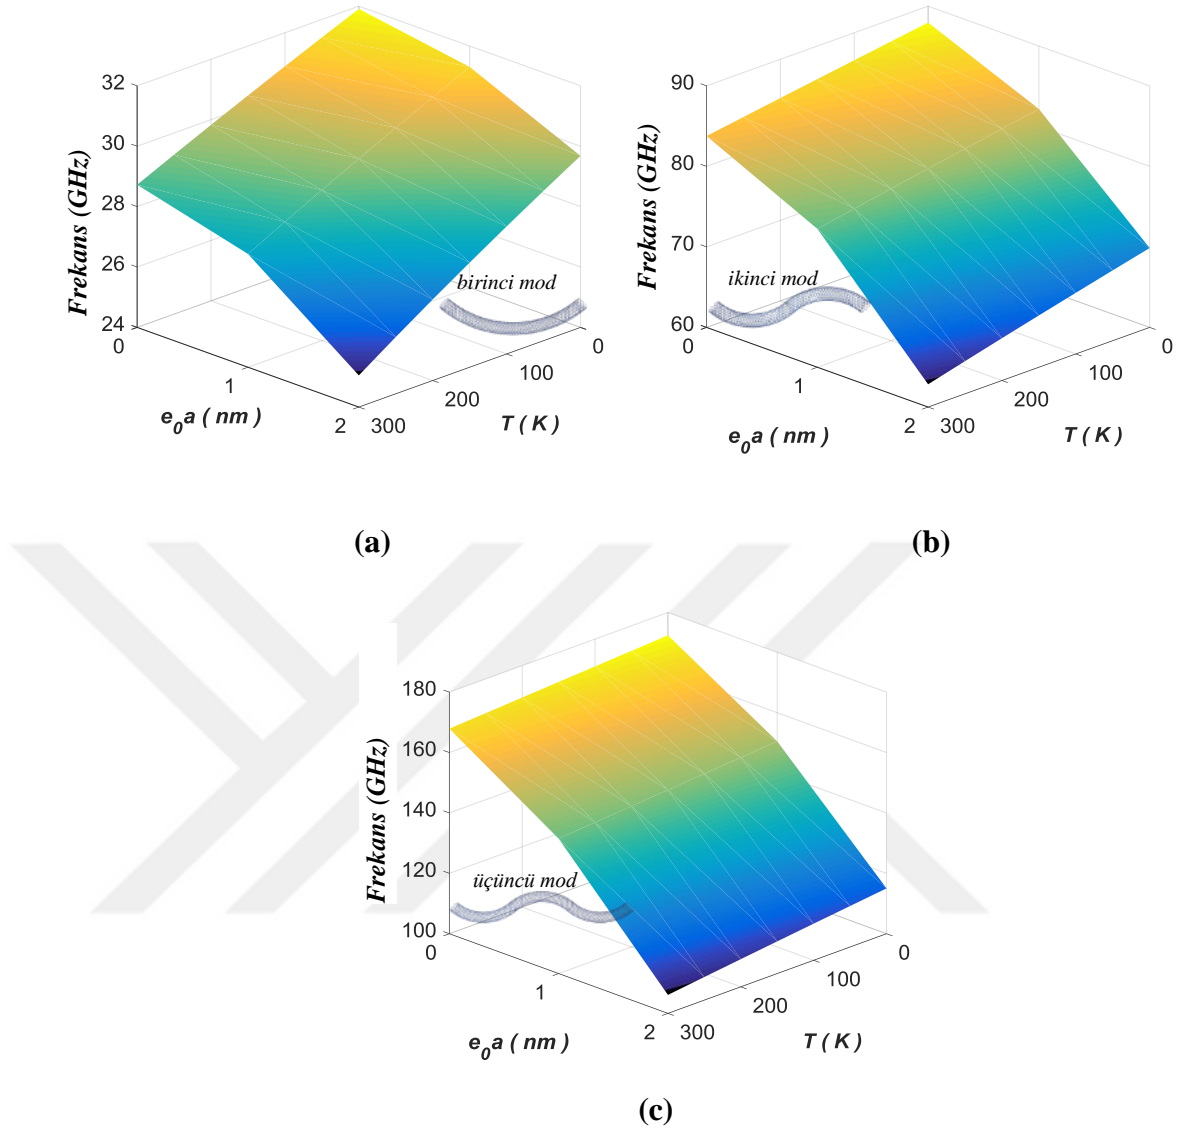 32
30
28
26
24
Frekans (GHz)
birinci mod
0
1
2
e0a ( nm )
300
200
100
0
T ( K )
(a)
90
80
70
60
Frekans (GHz)
ikinci mod
0
1
2
e0a ( nm )
300
200
100
0
T ( K )
(b)
180
160
140
120
100
Frekans (GHz)
üçüncü mod
0
1
2
e0a ( nm )
300
200
100
0
T ( K )
(c)